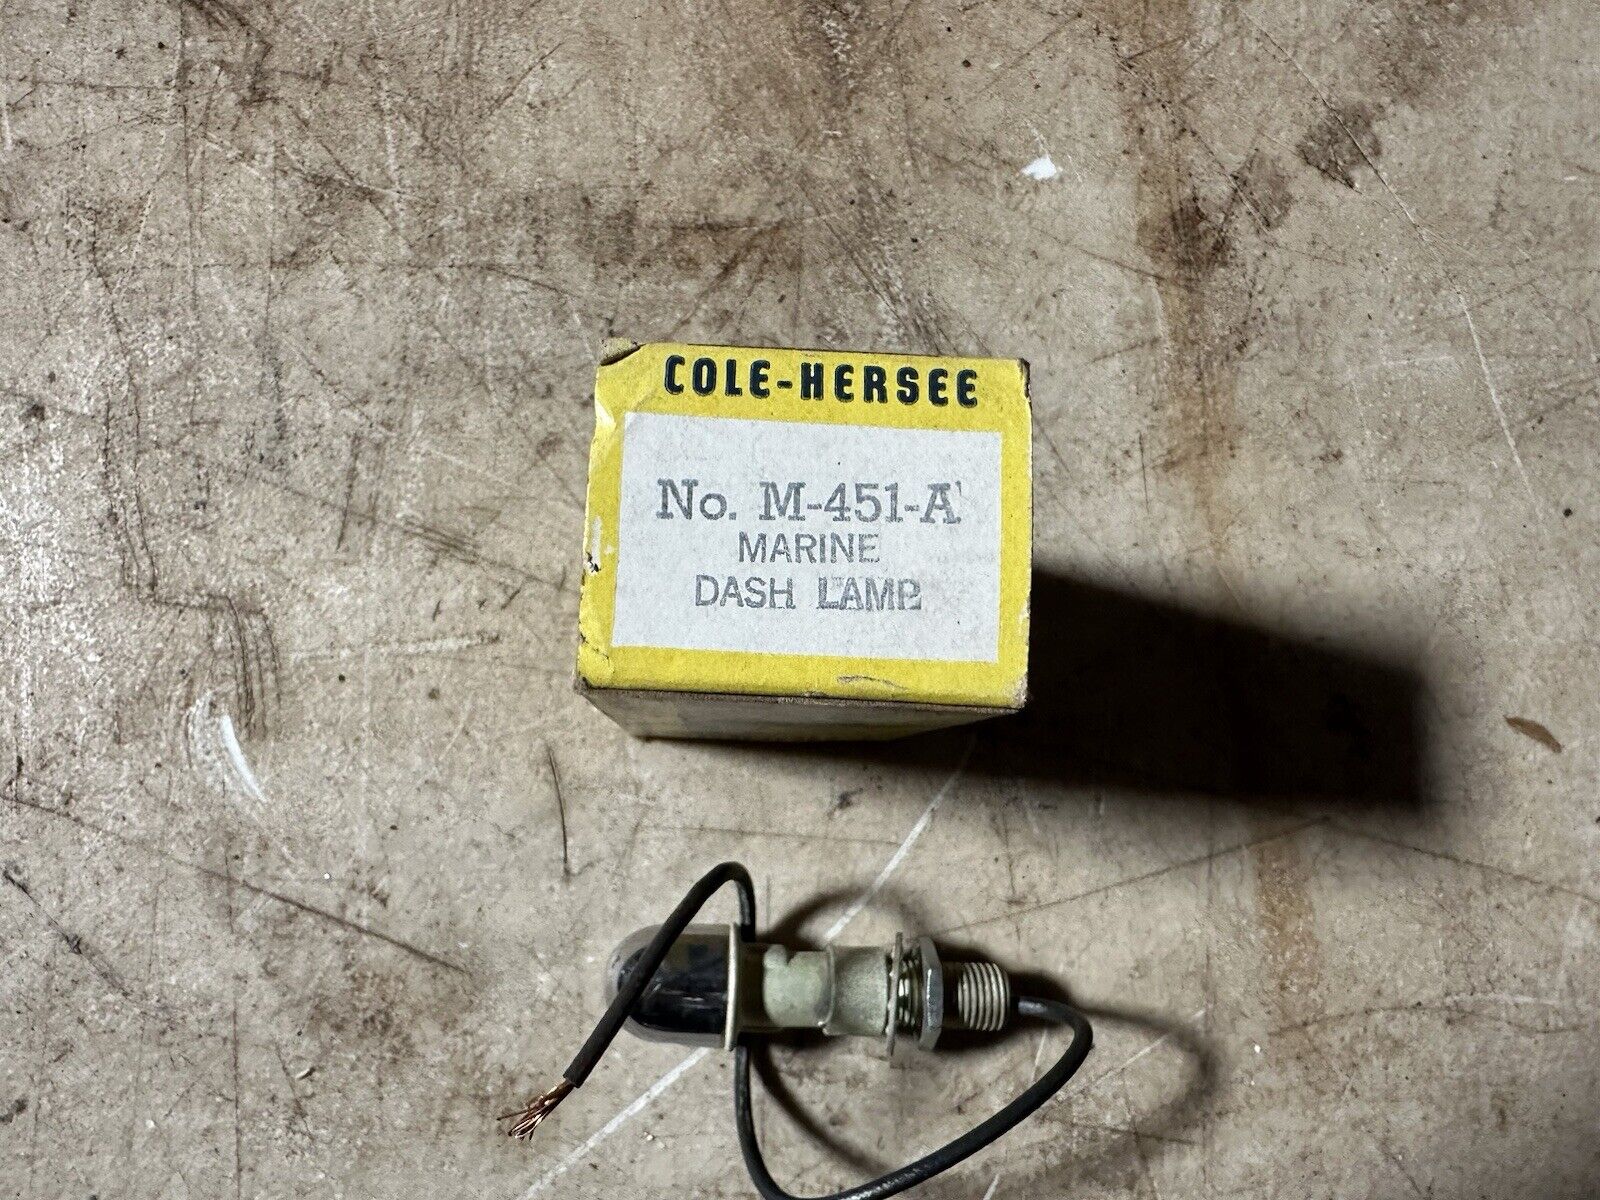 COLE-HERSEE
No. M-451-A
MARINE
DASH LAMP